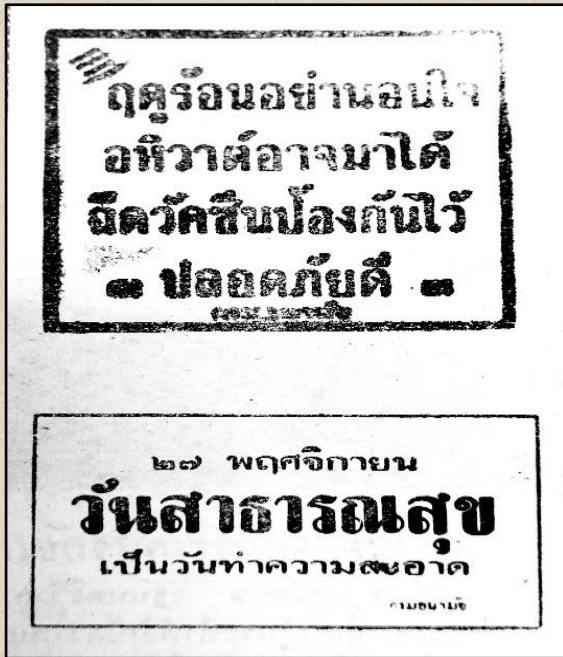 ฤดูร้อนอย่านอนใจ
อหิวาต์อาจมาได้
ฉีดวัคซีนป้องกันไว้
ปลอดภัยดี
๒๗ พฤศจิกายน
วันสาธารณสุข
เป็นวันทำความสะอาด
กรมอนามัย